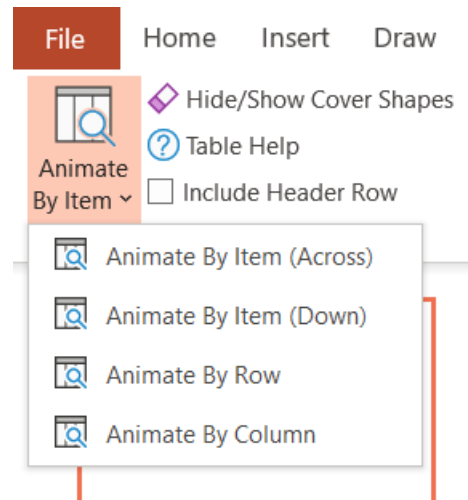 File Home Insert Draw
Hide/Show Cover Shapes
Table Help
Include Header Row
Animate
By Item
Animate By Item (Across)
Animate By Item (Down)
Animate By Row
Animate By Column